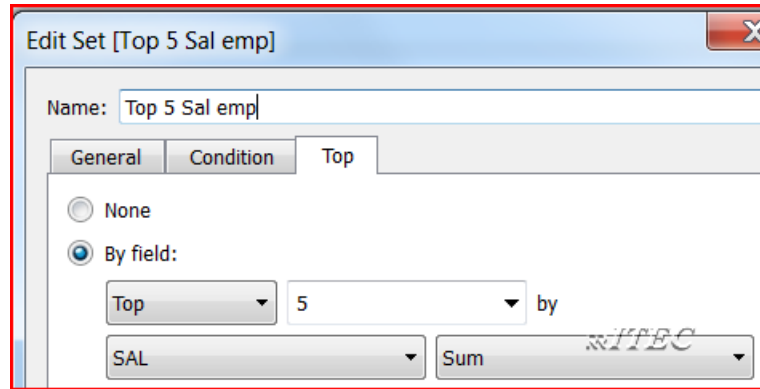 Edit Set [Top 5 Sal emp]
X
Name: Top 5 Sal emp
General Condition Top
None
By field:
Top 5 by
ITEC
SAL Sum